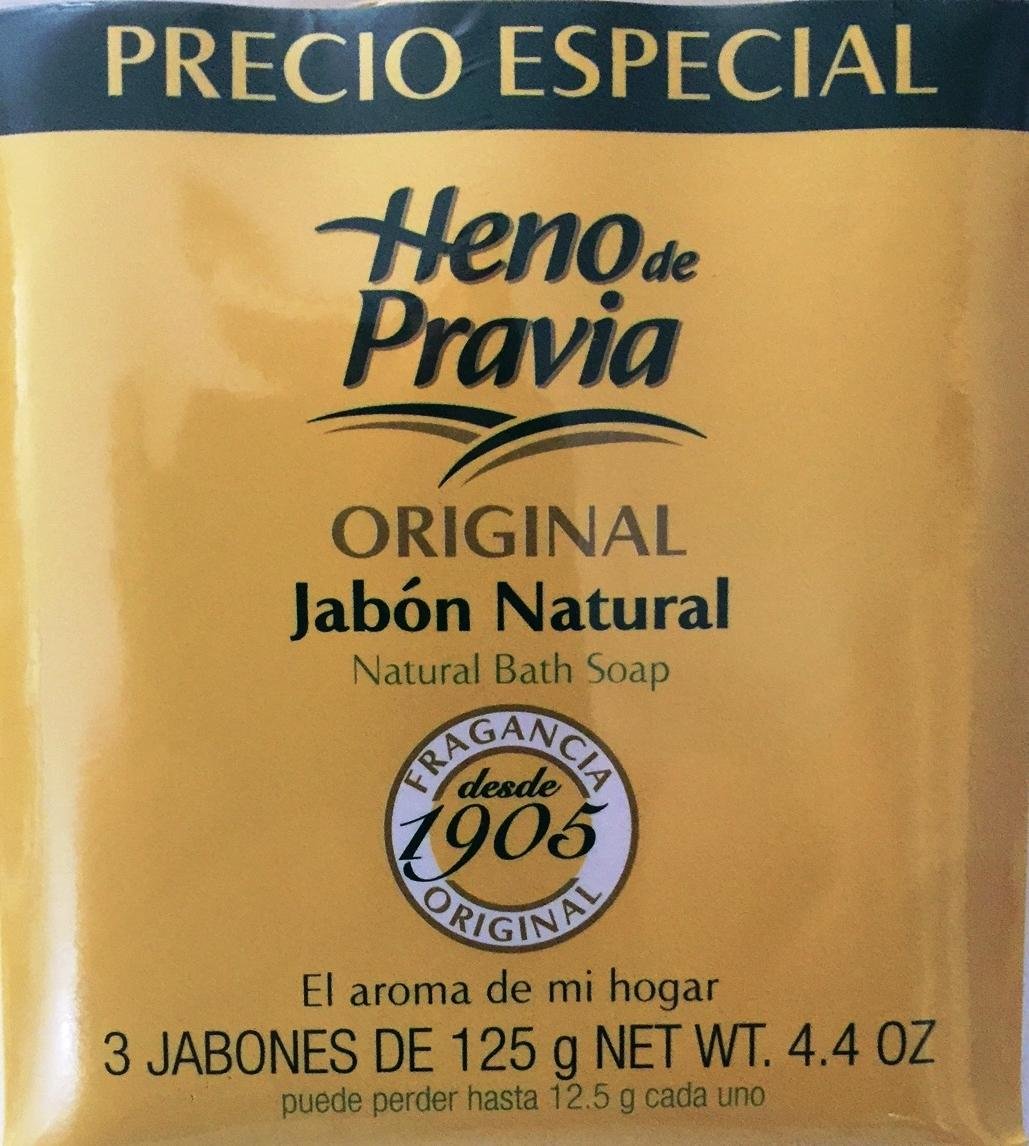 PRECIO ESPECIAL
Heno de
Pravia
ORIGINAL
Jabón Natural
Natural Bath Soap
FRAGANCIA
desde
1905
ORIGINAL
El aroma de mi hogar
3 JABONES DE 125 g NET WT. 4.4 OZ
puede perder hasta 12.5 g cada uno